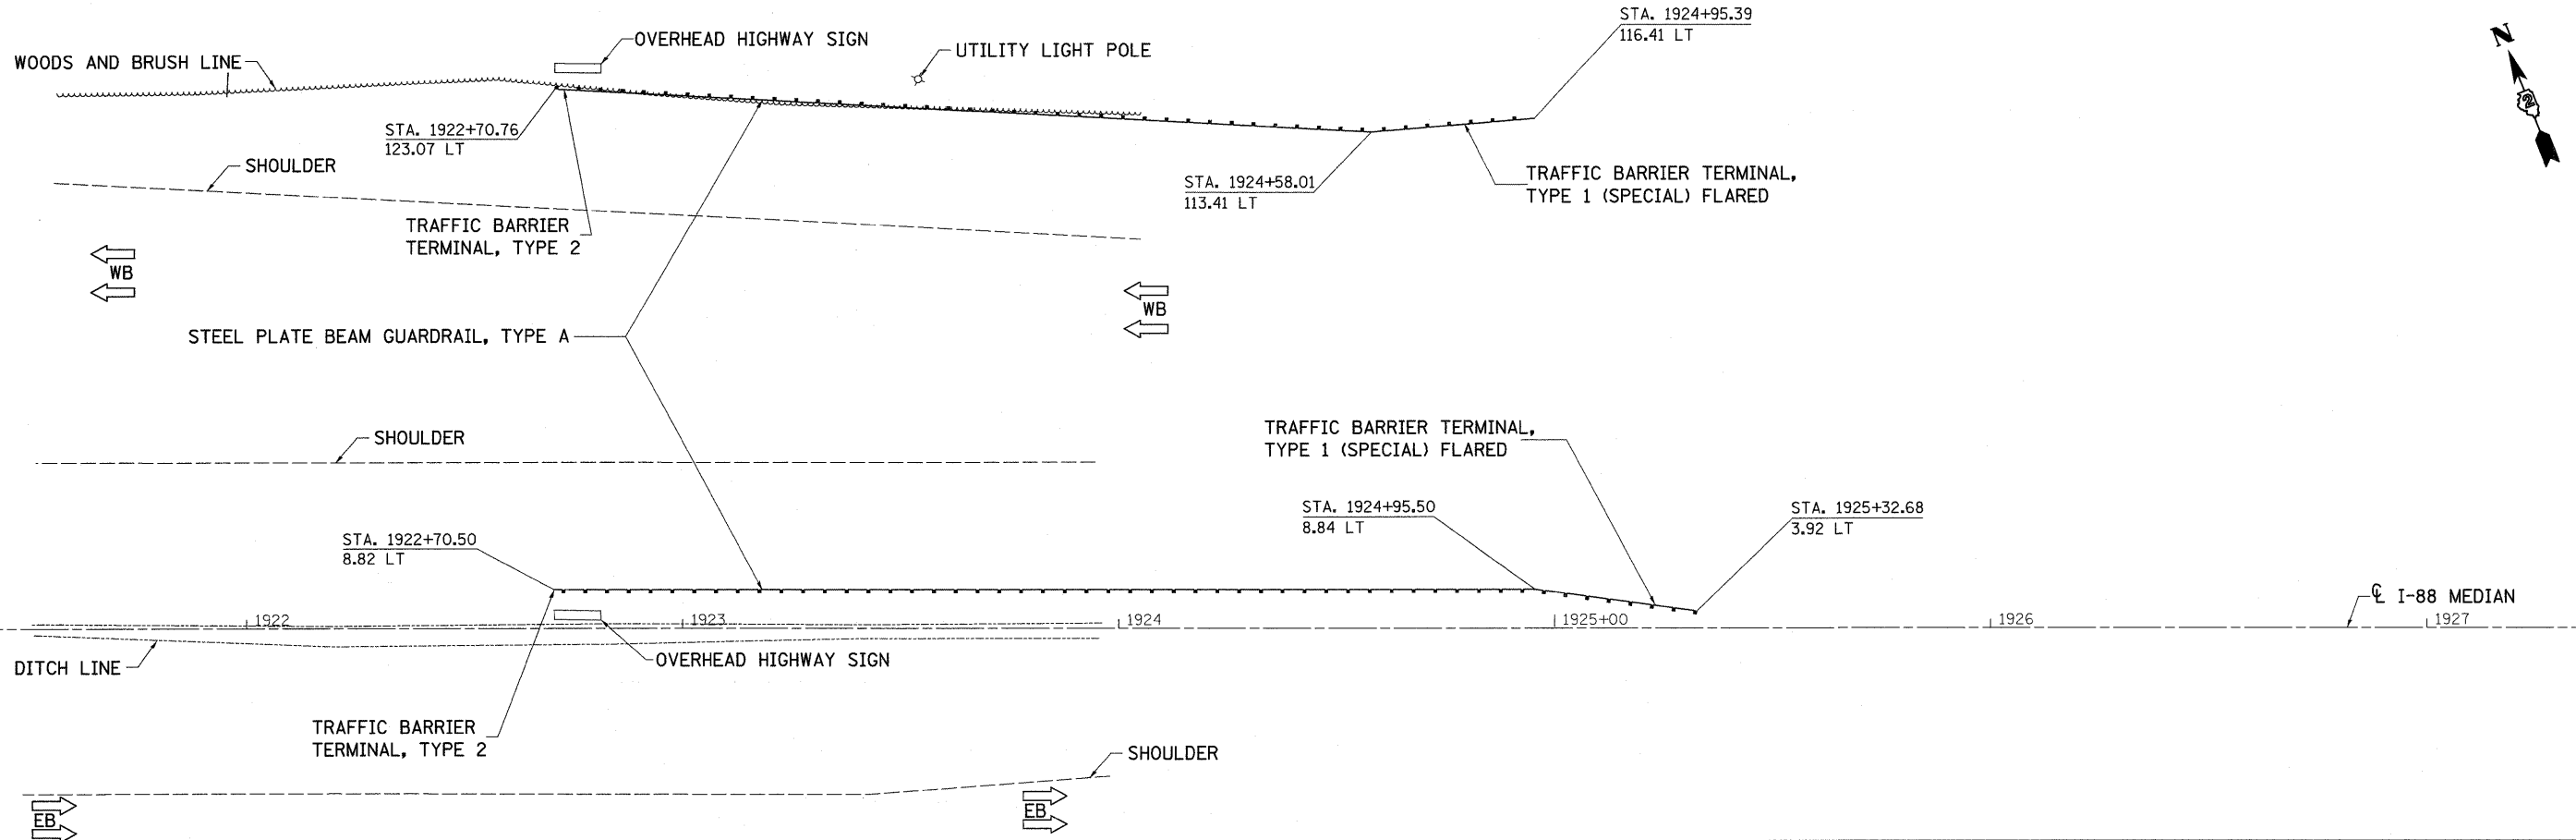 STA. 1924+95.39
116.41 LT
OVERHEAD HIGHWAY SIGN
UTILITY LIGHT POLE
WOODS AND BRUSH LINE
N
2
STA. 1922+70.76
123.07 LT
SHOULDER
STA. 1924+58.01
113.41 LT
TRAFFIC BARRIER TERMINAL,
TYPE 1 (SPECIAL) FLARED
TRAFFIC BARRIER
TERMINAL, TYPE 2
WB
WB
STEEL PLATE BEAM GUARDRAIL, TYPE A
SHOULDER
TRAFFIC BARRIER TERMINAL,
TYPE 1 (SPECIAL) FLARED
STA. 1924+95.50
8.84 LT
STA. 1925+32.68
3.92 LT
STA. 1922+70.50
8.82 LT
℄ I-88 MEDIAN
1922
1923
1924
1925+00
1926
1927
DITCH LINE
OVERHEAD HIGHWAY SIGN
TRAFFIC BARRIER
TERMINAL, TYPE 2
SHOULDER
EB
EB